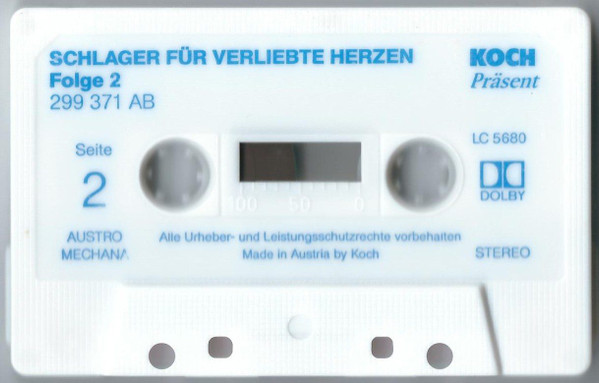 SCHLAGER FÜR VERLIEBTE HERZEN
Folge 2
299 371 AB
KOCH
Präsent
Seite
2
LC 5680
DOLBY
100 50 0
AUSTRO
MECHANA
Alle Urheber- und Leistungsschutzrechte vorbehalten
Made in Austria by Koch
STEREO